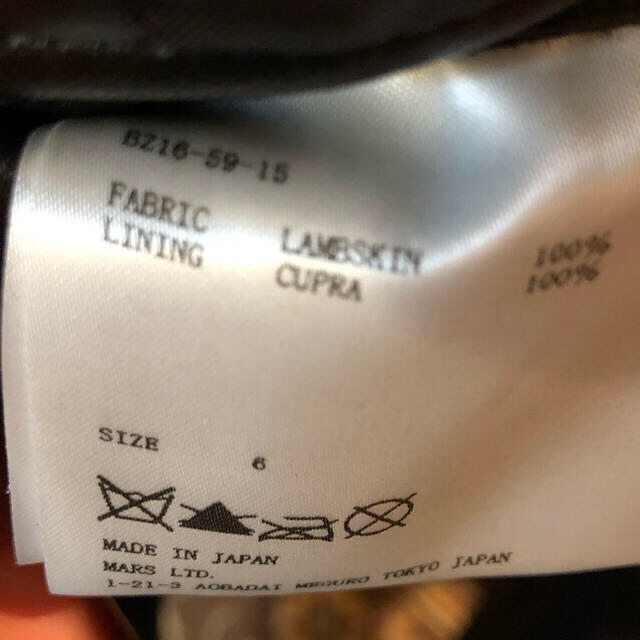 BZ16-59-15
FABRIC LAMBSKIN 100%
LINING CUPRA 100%
SIZE 6
MADE IN JAPAN
MARS LTD.
1-21-3 AOBADAI MEGURO TOKYO JAPAN